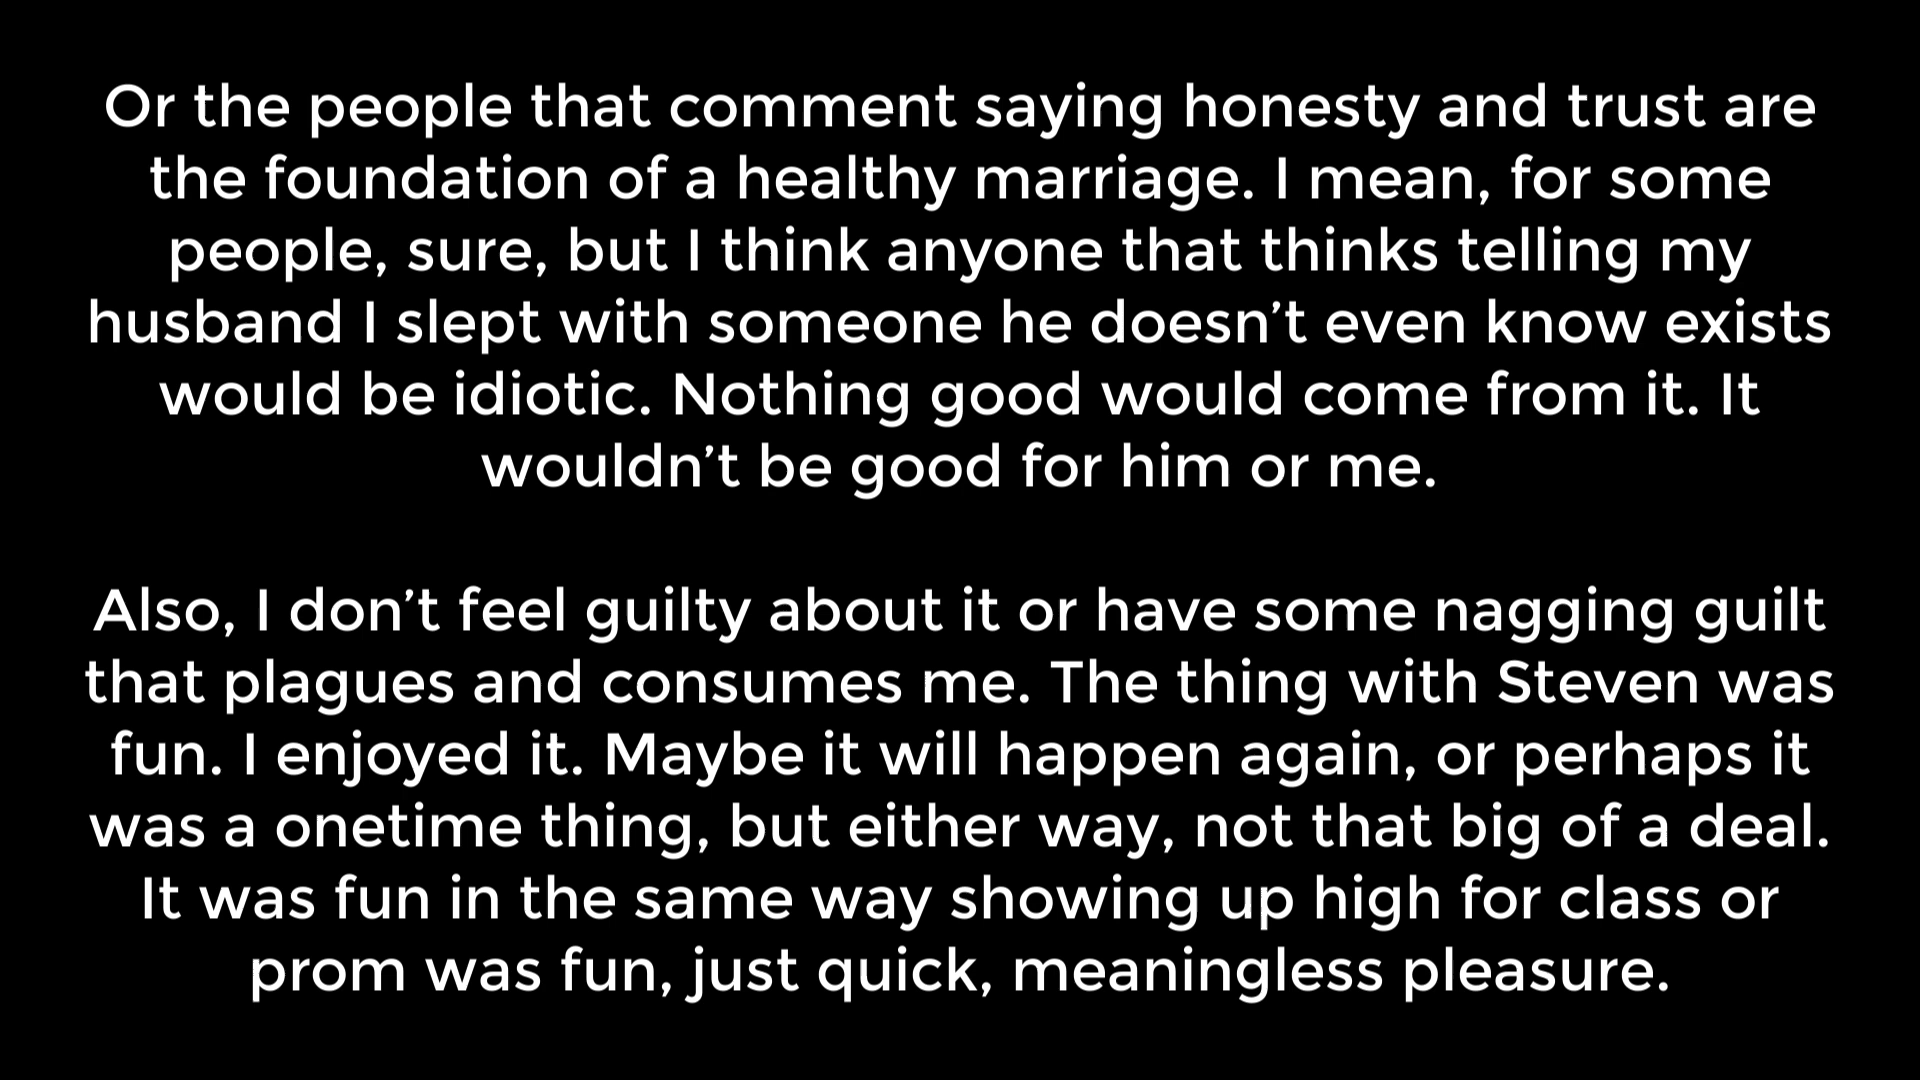 Or the people that comment saying honesty and trust are
the foundation of a healthy marriage. I mean, for some
people, sure, but I think anyone that thinks telling my
husband I slept with someone he doesn’t even know exists
would be idiotic. Nothing good would come from it. It
wouldn’t be good for him or me.
Also, I don’t feel guilty about it or have some nagging guilt
that plagues and consumes me. The thing with Steven was
fun. I enjoyed it. Maybe it will happen again, or perhaps it
was a onetime thing, but either way, not that big of a deal.
It was fun in the same way showing up high for class or
prom was fun, just quick, meaningless pleasure.